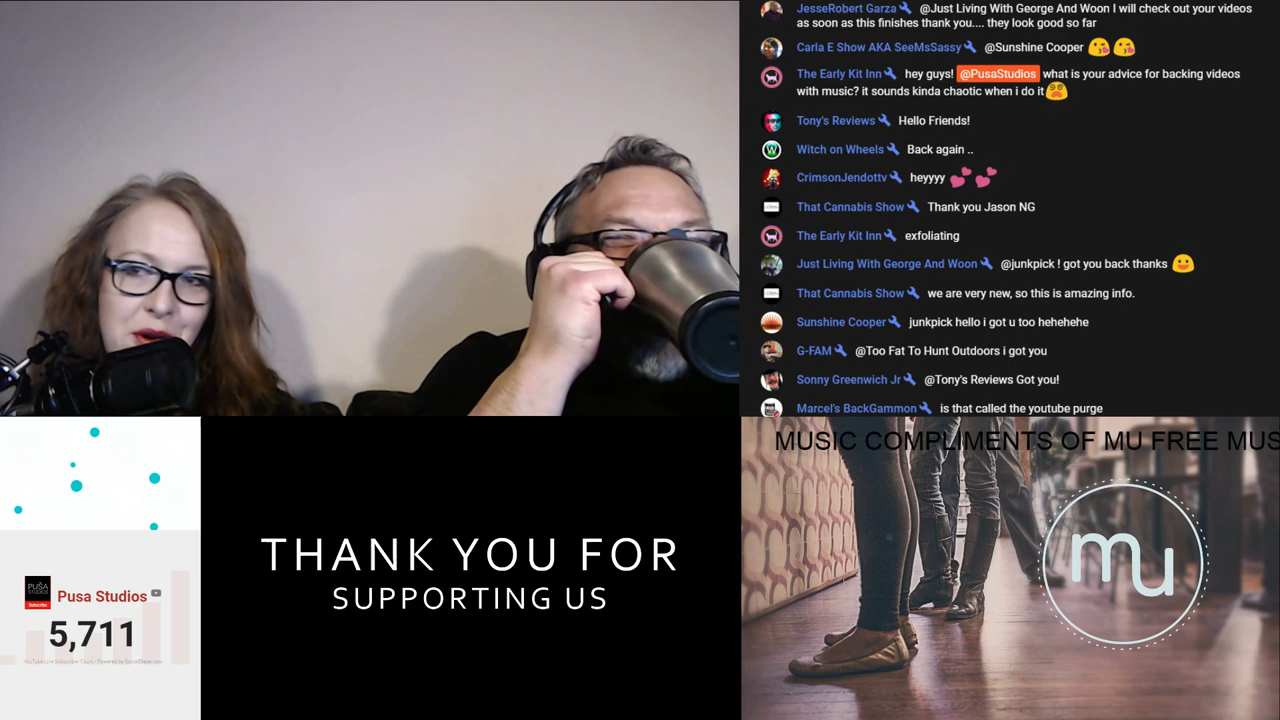 JesseRobert Garza @Just Living With George And Woon I will check out your videos
as soon as this finishes thank you.... they look good so far
Carla E Show AKA SeeMsSassy @Sunshine Cooper
The Early Kit Inn hey guys! @PusaStudios what is your advice for backing videos
with music? it sounds kinda chaotic when i do it
Tony's Reviews Hello Friends!
Witch on Wheels Back again ..
CrimsonJendottv heyyyy
That Cannabis Show Thank you Jason NG
The Early Kit Inn exfoliating
Just Living With George And Woon @junkpick ! got you back thanks
That Cannabis Show we are very new, so this is amazing info.
Sunshine Cooper junkpick hello i got u too hehehehe
G-FAM @Too Fat To Hunt Outdoors i got you
Sonny Greenwich Jr @Tony's Reviews Got you!
Marcel's BackGammon is that called the youtube purge
MUSIC COMPLIMENTS OF MU FREE MUS
mu
THANK YOU FOR
SUPPORTING US
PUŠA
STUDIOS
Subscribe
Pusa Studios
5,711